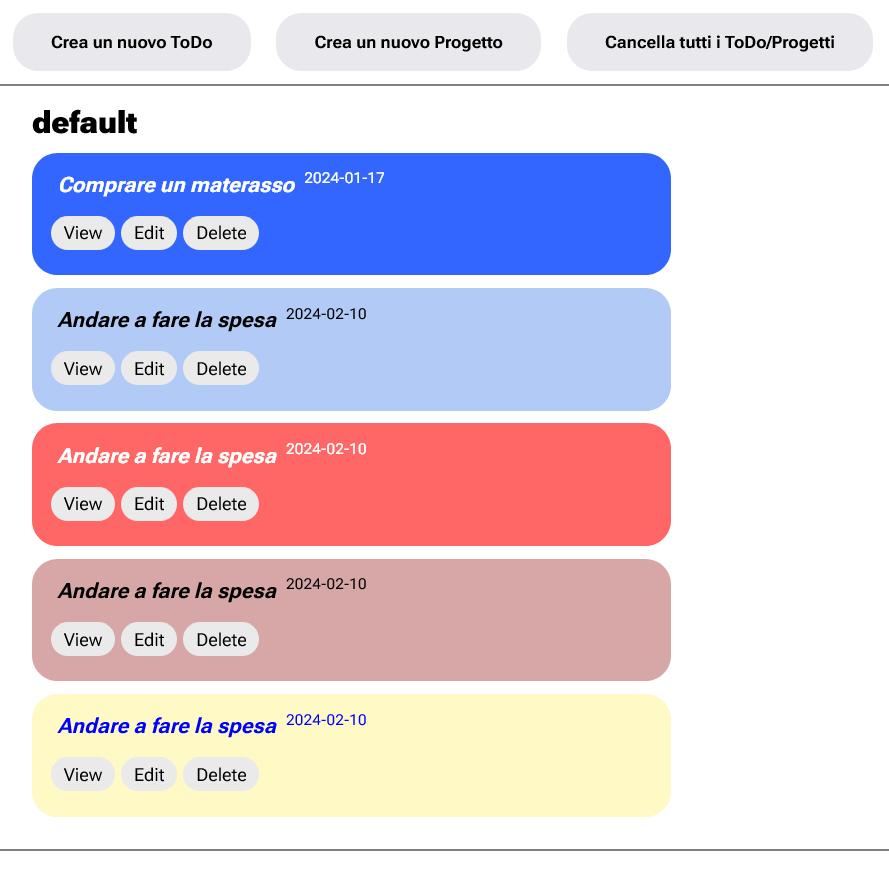 Crea un nuovo ToDo Crea un nuovo Progetto Cancella tutti i ToDo/Progetti
default
Comprare un materasso 2024-01-17
View Edit Delete
Andare a fare la spesa 2024-02-10
View Edit Delete
Andare a fare la spesa 2024-02-10
View Edit Delete
Andare a fare la spesa 2024-02-10
View Edit Delete
Andare a fare la spesa 2024-02-10
View Edit Delete